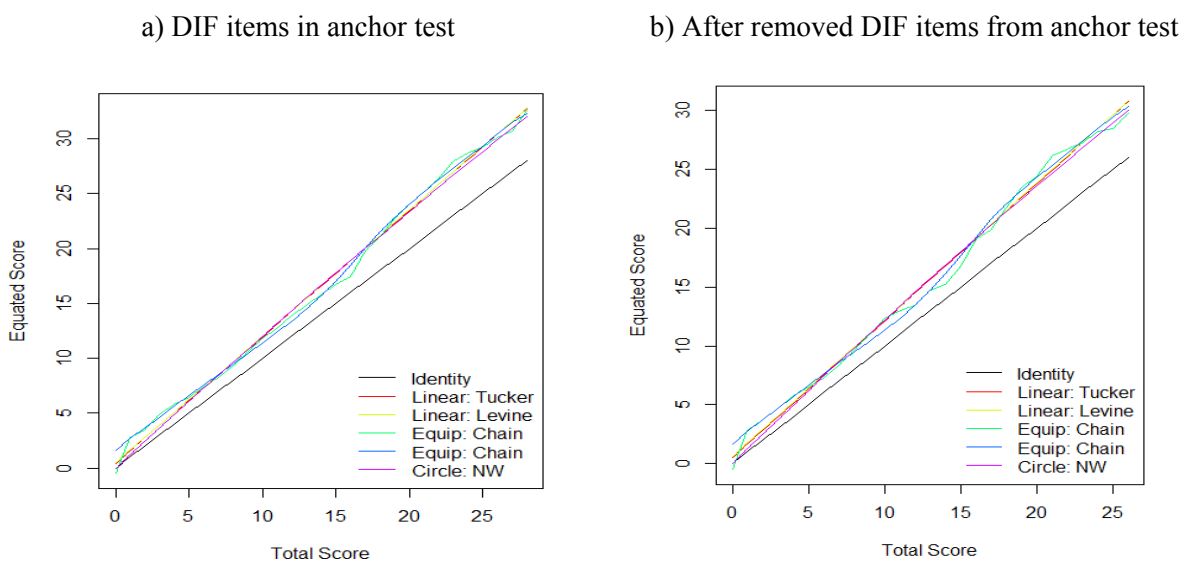 a) DIF items in anchor test
b) After removed DIF items from anchor test
Equated Score
30
25
20
15
10
5
0
Identity
Linear: Tucker
Linear: Levine
Equip: Chain
Equip: Chain
Circle: NW
0 5 10 15 20 25
Total Score
Equated Score
30
25
20
15
10
5
0
Identity
Linear: Tucker
Linear: Levine
Equip: Chain
Equip: Chain
Circle: NW
0 5 10 15 20 25
Total Score